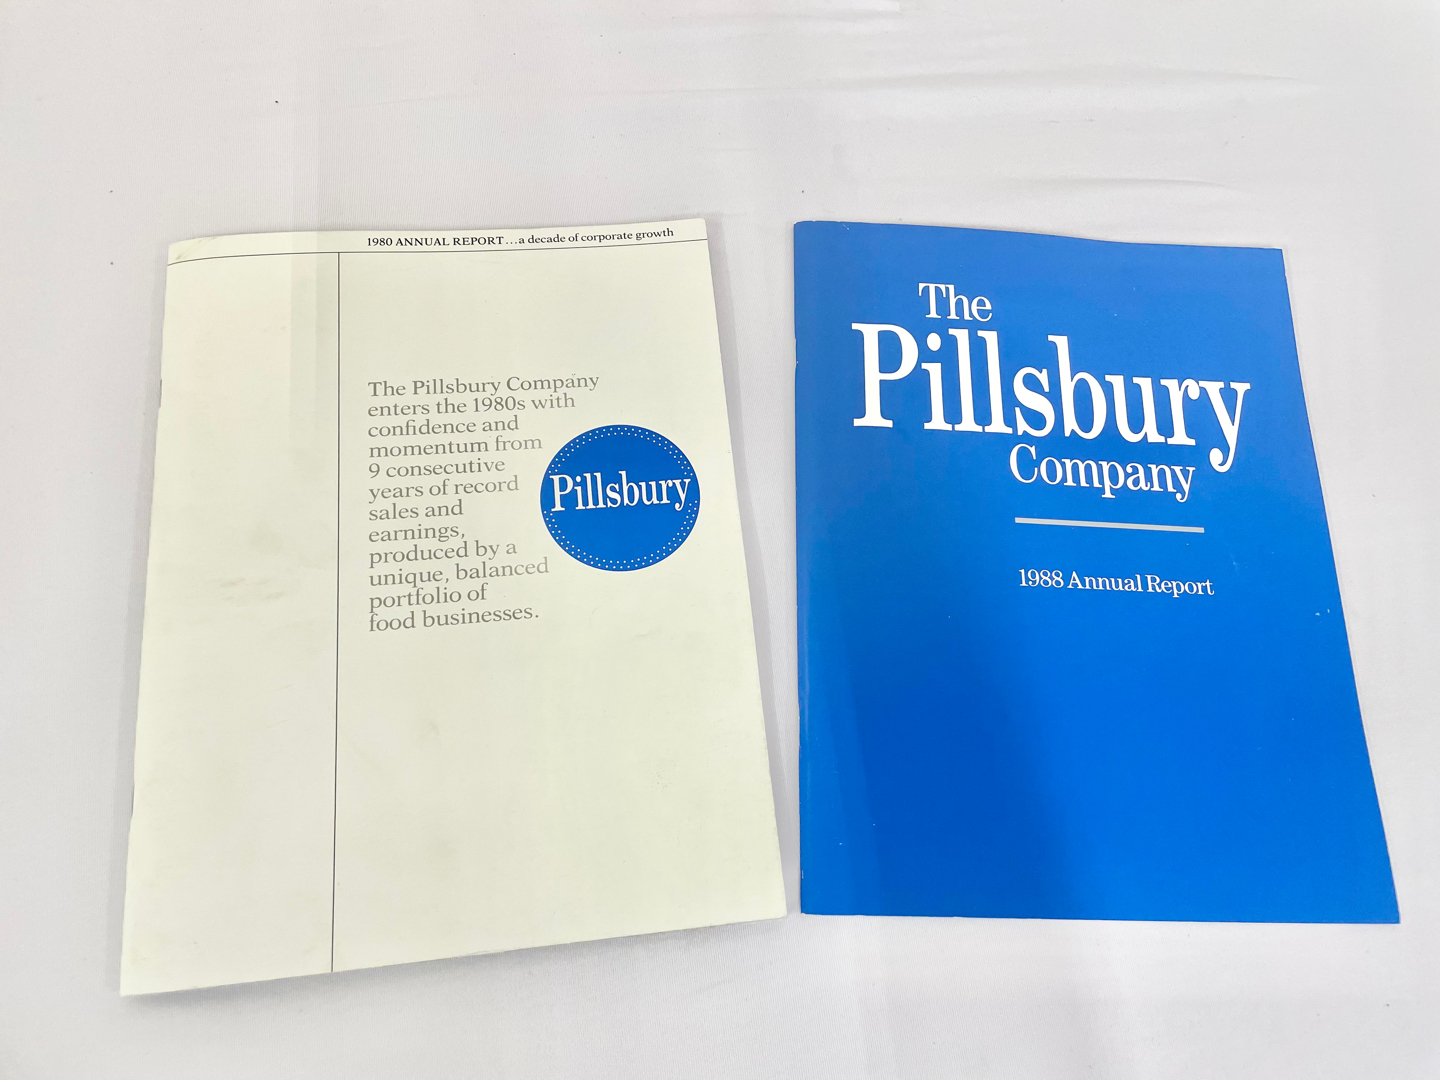 1980 ANNUAL REPORT...a decade of corporate growth
The Pillsbury Company
enters the 1980s with
confidence and
momentum from
9 consecutive
years of record
sales and
earnings,
produced by a
unique, balanced
portfolio of
food businesses.
Pillsbury
The
Pillsbury
Company
1988 Annual Report